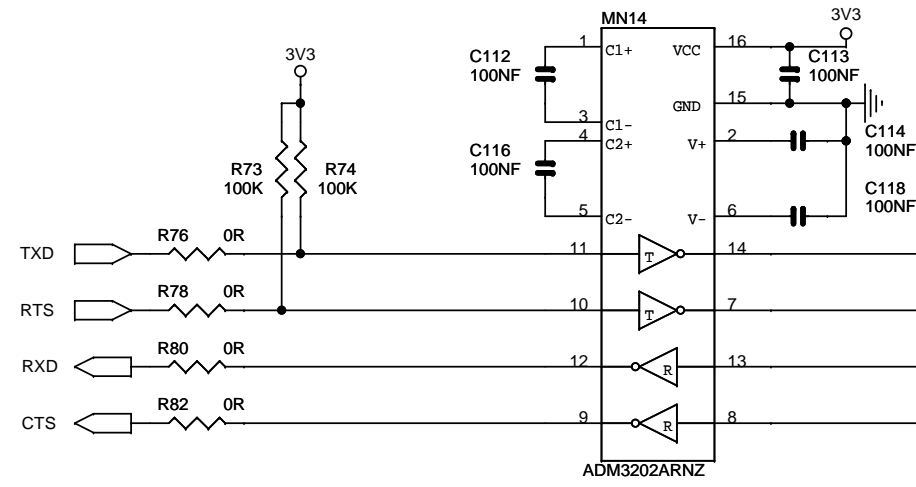 MN14
3V3
1 C1+ VCC 16
C112
100NF
C113
100NF
3V3
GND 15
3 C1-
4 C2+ V+ 2
C114
100NF
C116
100NF
R73
100K
R74
100K
C118
100NF
5 C2- V- 6
TXD R76 0R 11 T 14
RTS R78 0R 10 T 7
RXD R80 0R 12 R 13
CTS R82 0R 9 R 8
ADM3202ARNZ